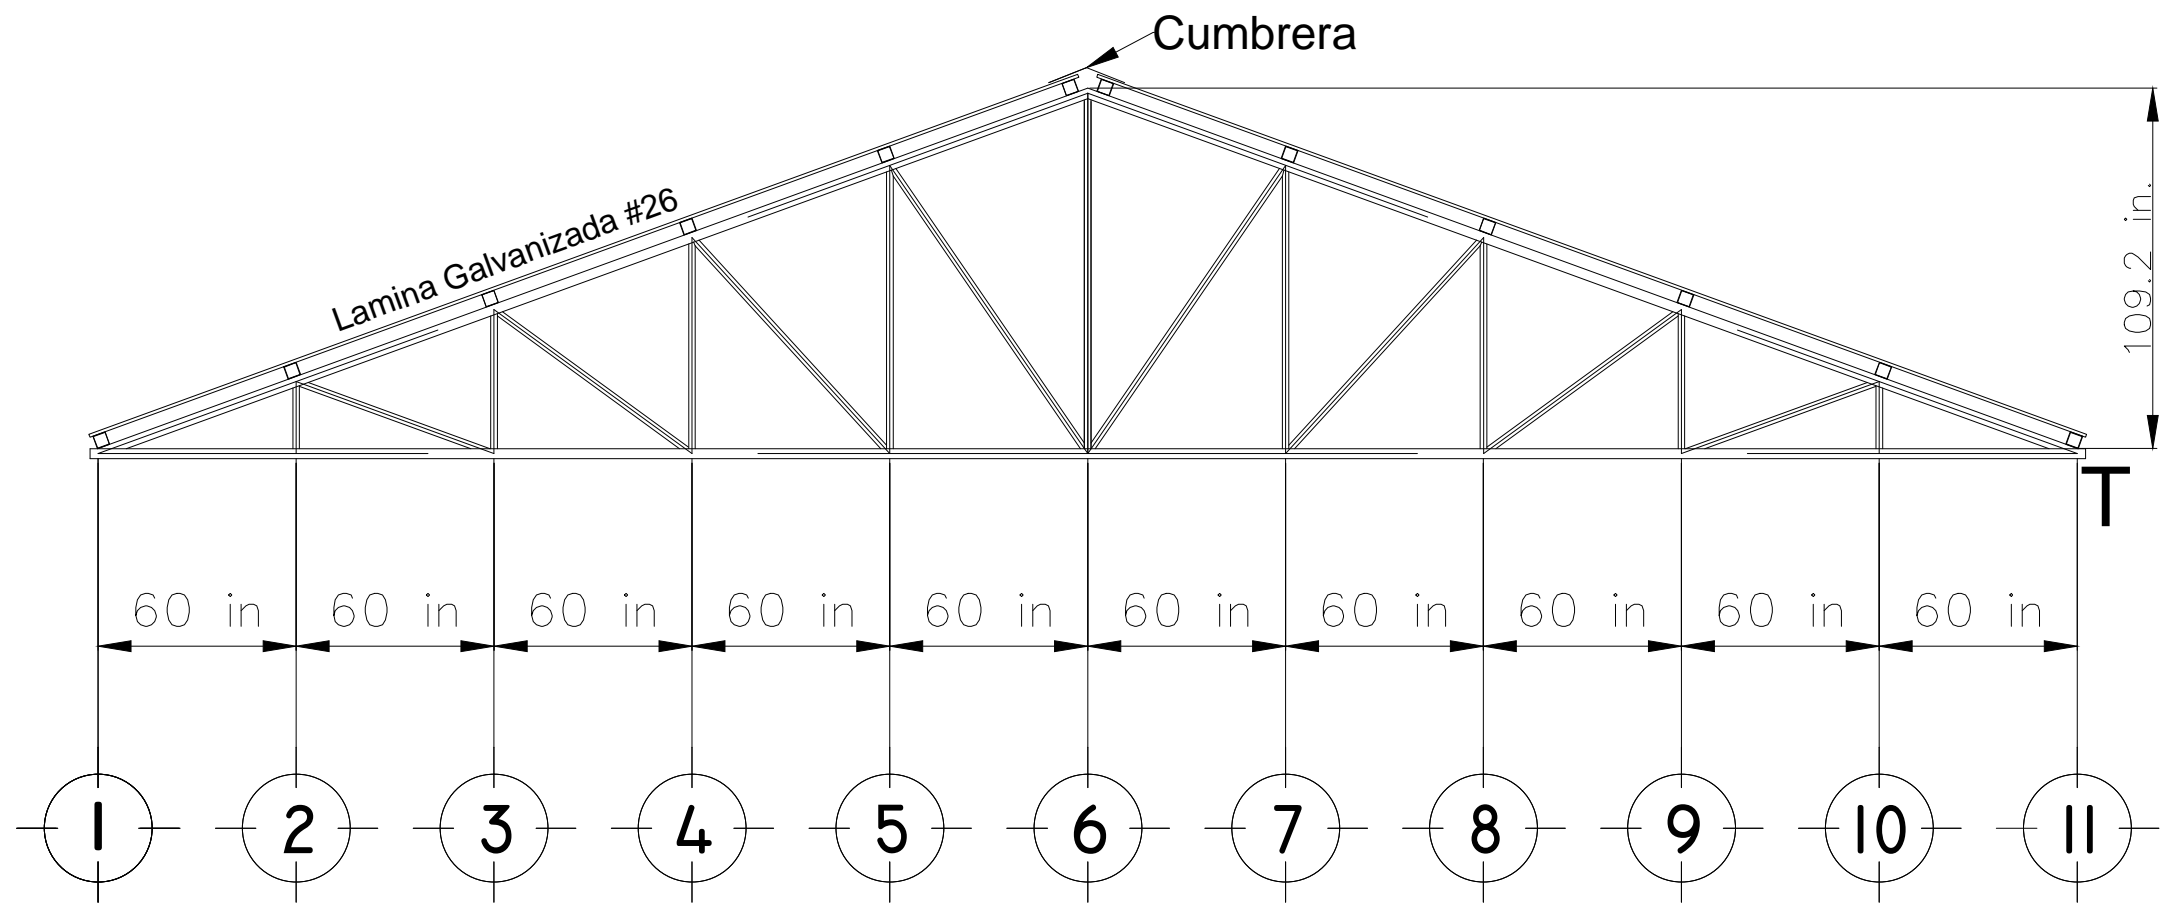 Cumbrera
Lamina Galvanizada #26
109.2 in.
T
60 in 60 in 60 in 60 in 60 in 60 in 60 in 60 in 60 in 60 in
1 2 3 4 5 6 7 8 9 10 11